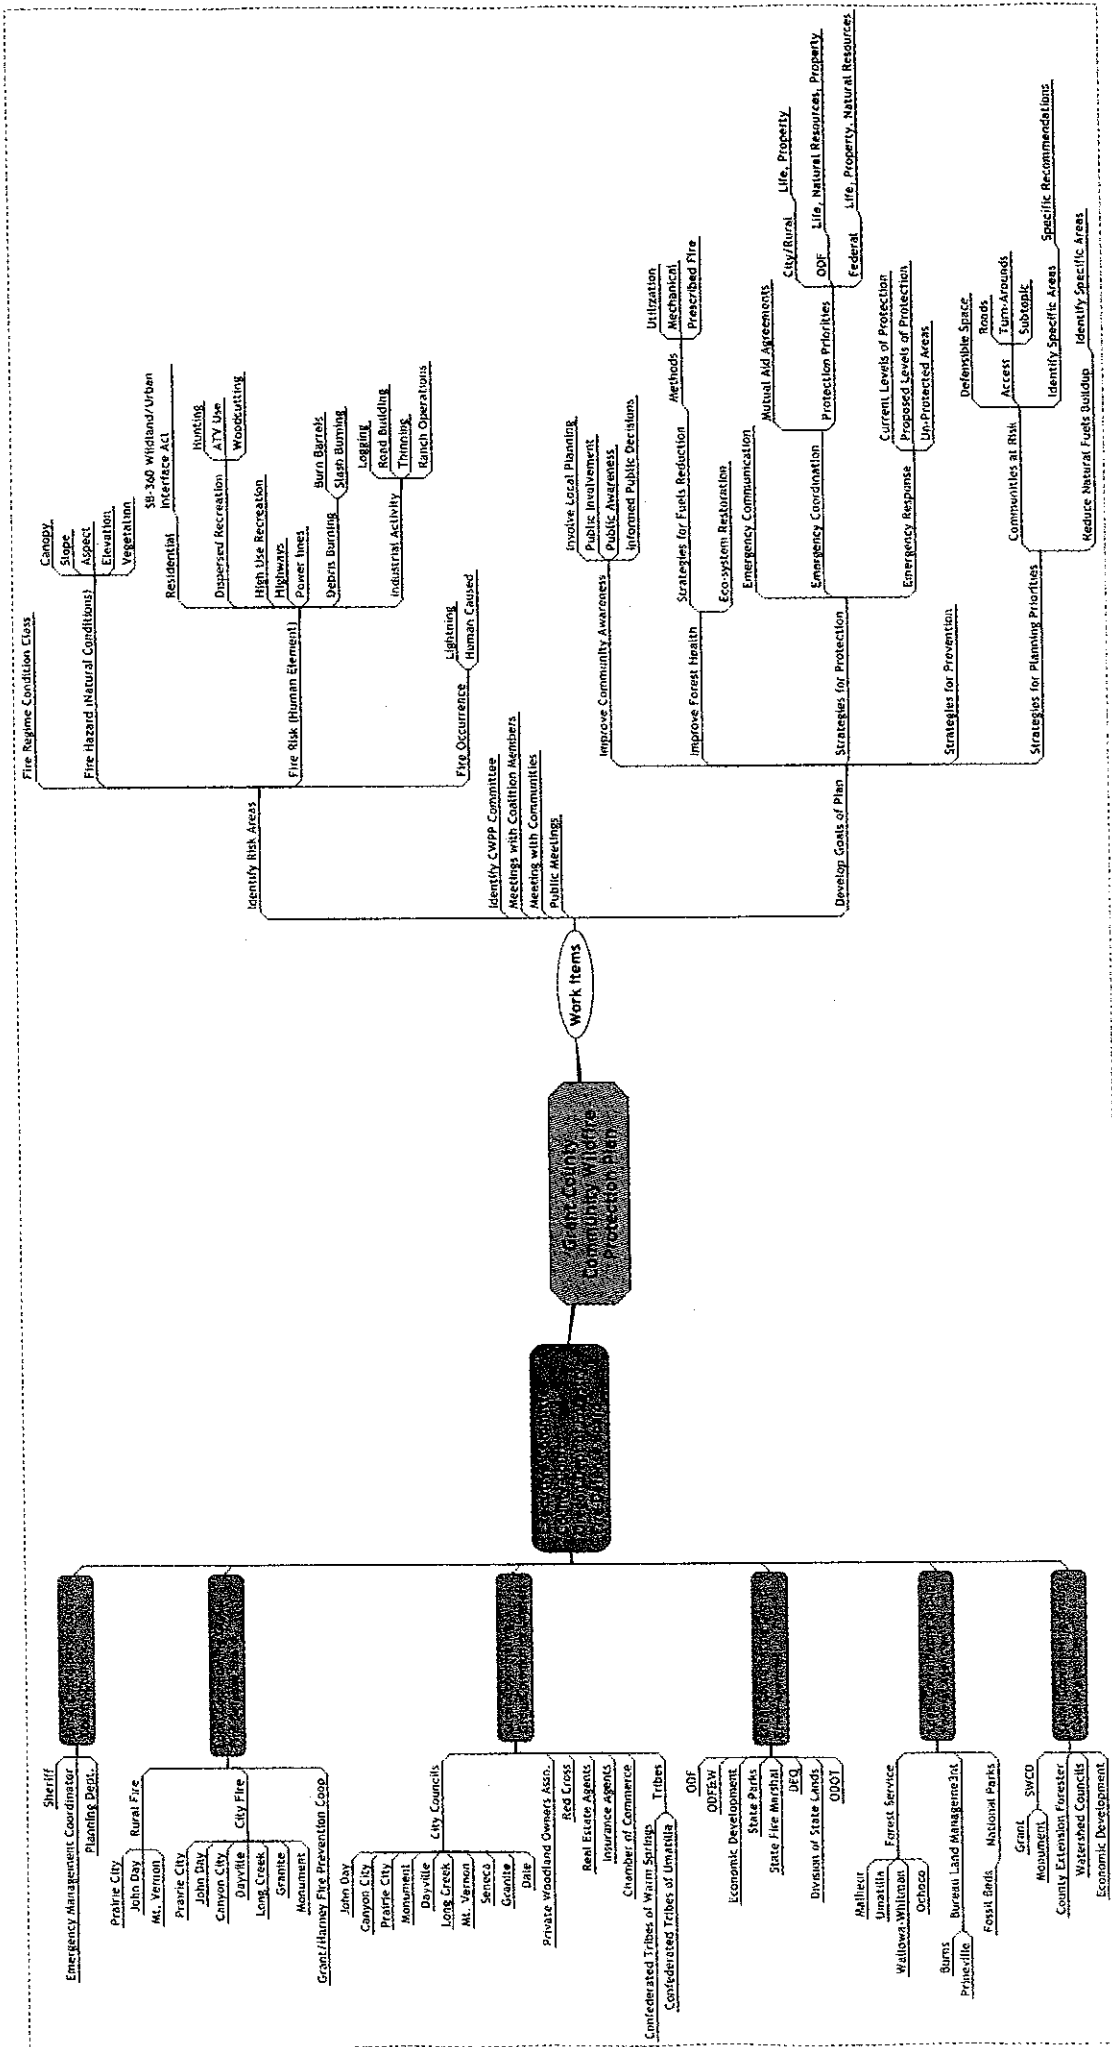 Grant County
Community Wildfire
Protection Plan
Work Items
Identify Risk Areas
Fire Regime Condition Class
Fire Hazard (Natural Conditions)
Canopy
Slope
Aspect
Elevation
Vegetation
Fire Risk (Human Element)
Residential
SB-360 Wildland/Urban
Interface Act
Dispersed Recreation
Hunting
ATV Use
Woodcutting
High Use Recreation
Highways
Power lines
Debris Burning
Burn Barrels
Slash Burning
Industrial Activity
Logging
Road Building
Thinning
Ranch Operations
Fire Occurrence
Lightning
Human Caused
Identify CWPP Committee
Meetings with Coalition Members
Meeting with Communities
Public Meetings
Develop Goals of Plan
Improve Community Awareness
Involve Local Planning
Public Involvement
Public Awareness
Informed Public Decisions
Improve Forest Health
Strategies for Fuels Reduction
Methods
Utilization
Mechanical
Prescribed Fire
Eco-system Restoration
Strategies for Protection
Emergency Communication
Emergency Coordination
Mutual Aid Agreements
Protection Priorities
City/Rural
Life, Property
ODF
Life, Natural Resources, Property
Federal
Life, Property, Natural Resources
Emergency Response
Current Levels of Protection
Proposed Levels of Protection
Un-Protected Areas
Strategies for Prevention
Strategies for Planning Priorities
Communities at Risk
Defensible Space
Access
Roads
Turn-Arounds
Subtopic
Identify Specific Areas
Specific Recommendations
Reduce Natural Fuels Buildup
Identify Specific Areas
Sheriff
Emergency Management Coordinator
Planning Dept.
Rural Fire
Prairie City
John Day
Mt. Vernon
City Fire
Prairie City
John Day
Canyon City
Dayville
Long Creek
Granite
Monument
Grant/Harney Fire Prevention Coop
City Councils
John Day
Canyon City
Prairie City
Monument
Dayville
Long Creek
Mt. Vernon
Seneca
Granite
Dale
Private Woodland Owners Assn.
Red Cross
Real Estate Agents
Insurance Agents
Chamber of Commerce
Tribes
Confederated Tribes of Warm Springs
Confederated Tribes of Umatilla
ODF
ODF&W
Economic Development
State Parks
State Fire Marshal
DEQ
Division of State Lands
ODOT
Forest Service
Malheur
Umatilla
Wallowa-Whitman
Ochoco
Bureau Land Management
Burns
Prineville
National Parks
Fossil Beds
SWCD
Grant
Monument
County Extension Forester
Watershed Councils
Economic Development